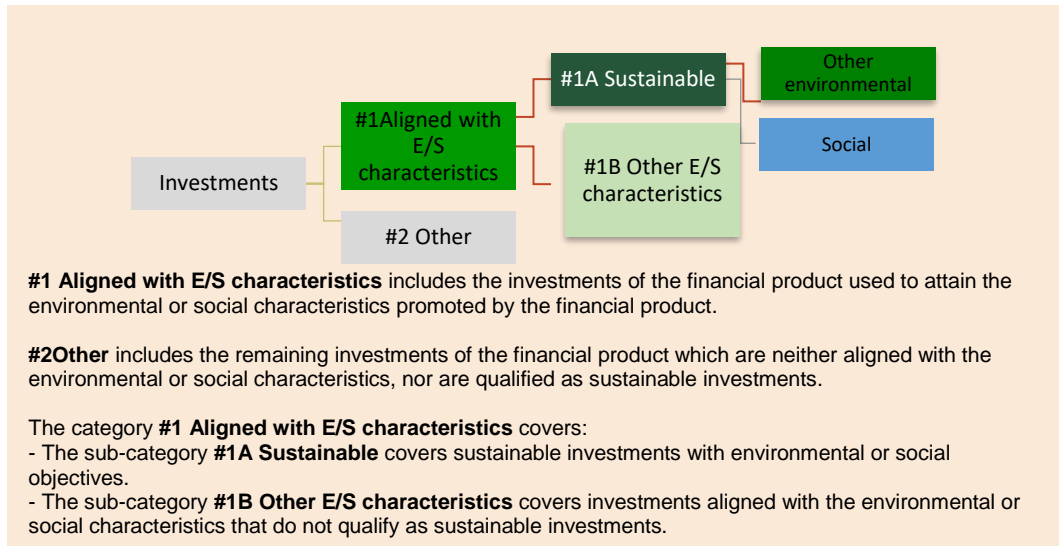 Investments
#1Aligned with
E/S
characteristics
#2 Other
#1A Sustainable
#1B Other E/S
characteristics
Other
environmental
Social
#1 Aligned with E/S characteristics includes the investments of the financial product used to attain the
environmental or social characteristics promoted by the financial product.
#2Other includes the remaining investments of the financial product which are neither aligned with the
environmental or social characteristics, nor are qualified as sustainable investments.
The category #1 Aligned with E/S characteristics covers:
- The sub-category #1A Sustainable covers sustainable investments with environmental or social
objectives.
- The sub-category #1B Other E/S characteristics covers investments aligned with the environmental or
social characteristics that do not qualify as sustainable investments.